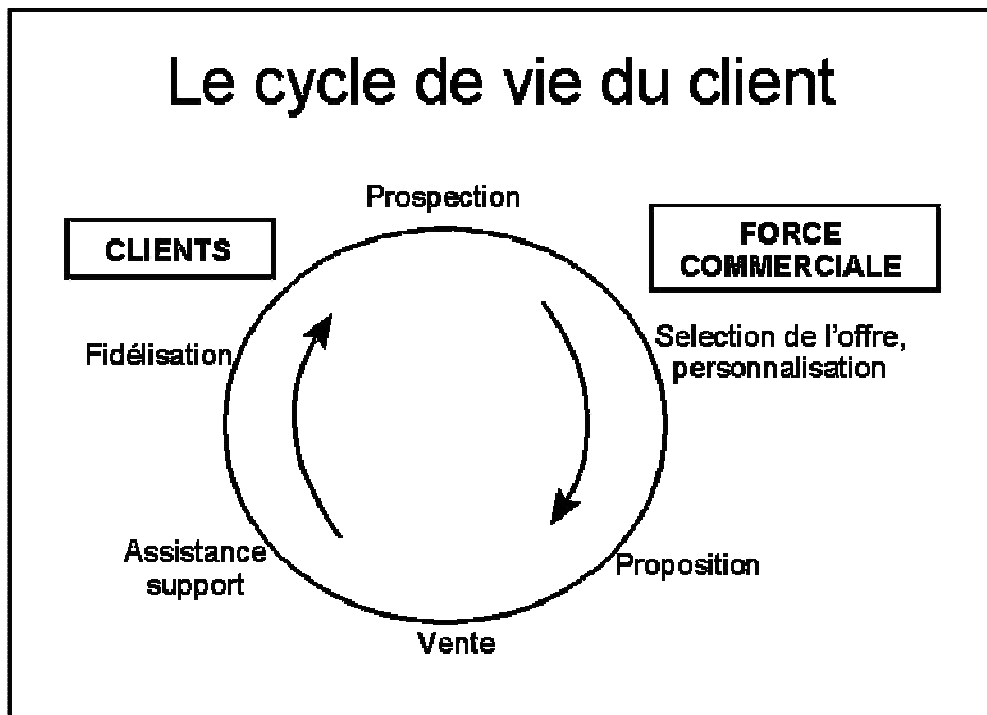 Le cycle de vie du client
Prospection
CLIENTS
FORCE
COMMERCIALE
Selection de l'offre,
personnalisation
Fidélisation
Assistance
support
Proposition
Vente